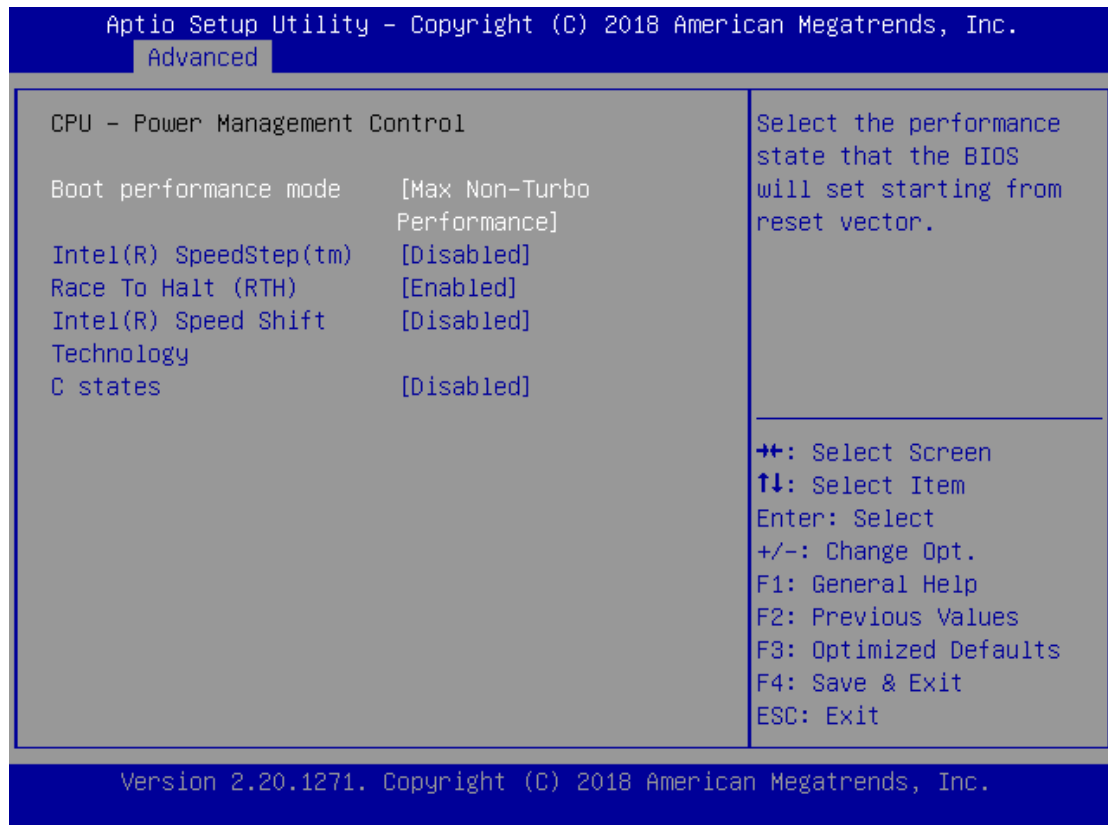 Aptio Setup Utility – Copyright (C) 2018 American Megatrends, Inc.
Advanced
CPU – Power Management Control
Boot performance mode [Max Non-Turbo
Performance]
Intel(R) SpeedStep(tm) [Disabled]
Race To Halt (RTH) [Enabled]
Intel(R) Speed Shift [Disabled]
Technology
C states [Disabled]
Select the performance
state that the BIOS
will set starting from
reset vector.
→←: Select Screen
↑↓: Select Item
Enter: Select
+/-: Change Opt.
F1: General Help
F2: Previous Values
F3: Optimized Defaults
F4: Save & Exit
ESC: Exit
Version 2.20.1271. Copyright (C) 2018 American Megatrends, Inc.